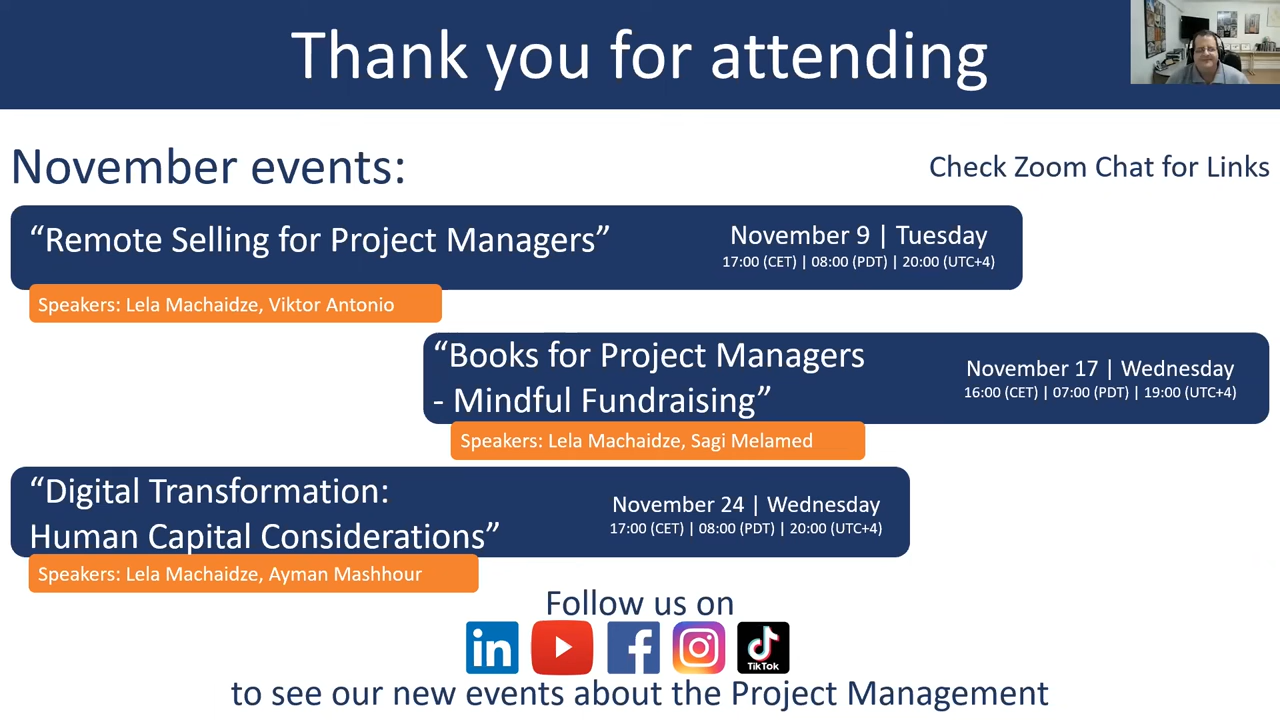 Thank you for attending
November events:
Check Zoom Chat for Links
“Remote Selling for Project Managers”
November 9 | Tuesday
17:00 (CET) | 08:00 (PDT) | 20:00 (UTC+4)
Speakers: Lela Machaidze, Viktor Antonio
“Books for Project Managers
- Mindful Fundraising”
November 17 | Wednesday
16:00 (CET) | 07:00 (PDT) | 19:00 (UTC+4)
Speakers: Lela Machaidze, Sagi Melamed
“Digital Transformation:
Human Capital Considerations”
November 24 | Wednesday
17:00 (CET) | 08:00 (PDT) | 20:00 (UTC+4)
Speakers: Lela Machaidze, Ayman Mashhour
Follow us on
in
TikTok
to see our new events about the Project Management